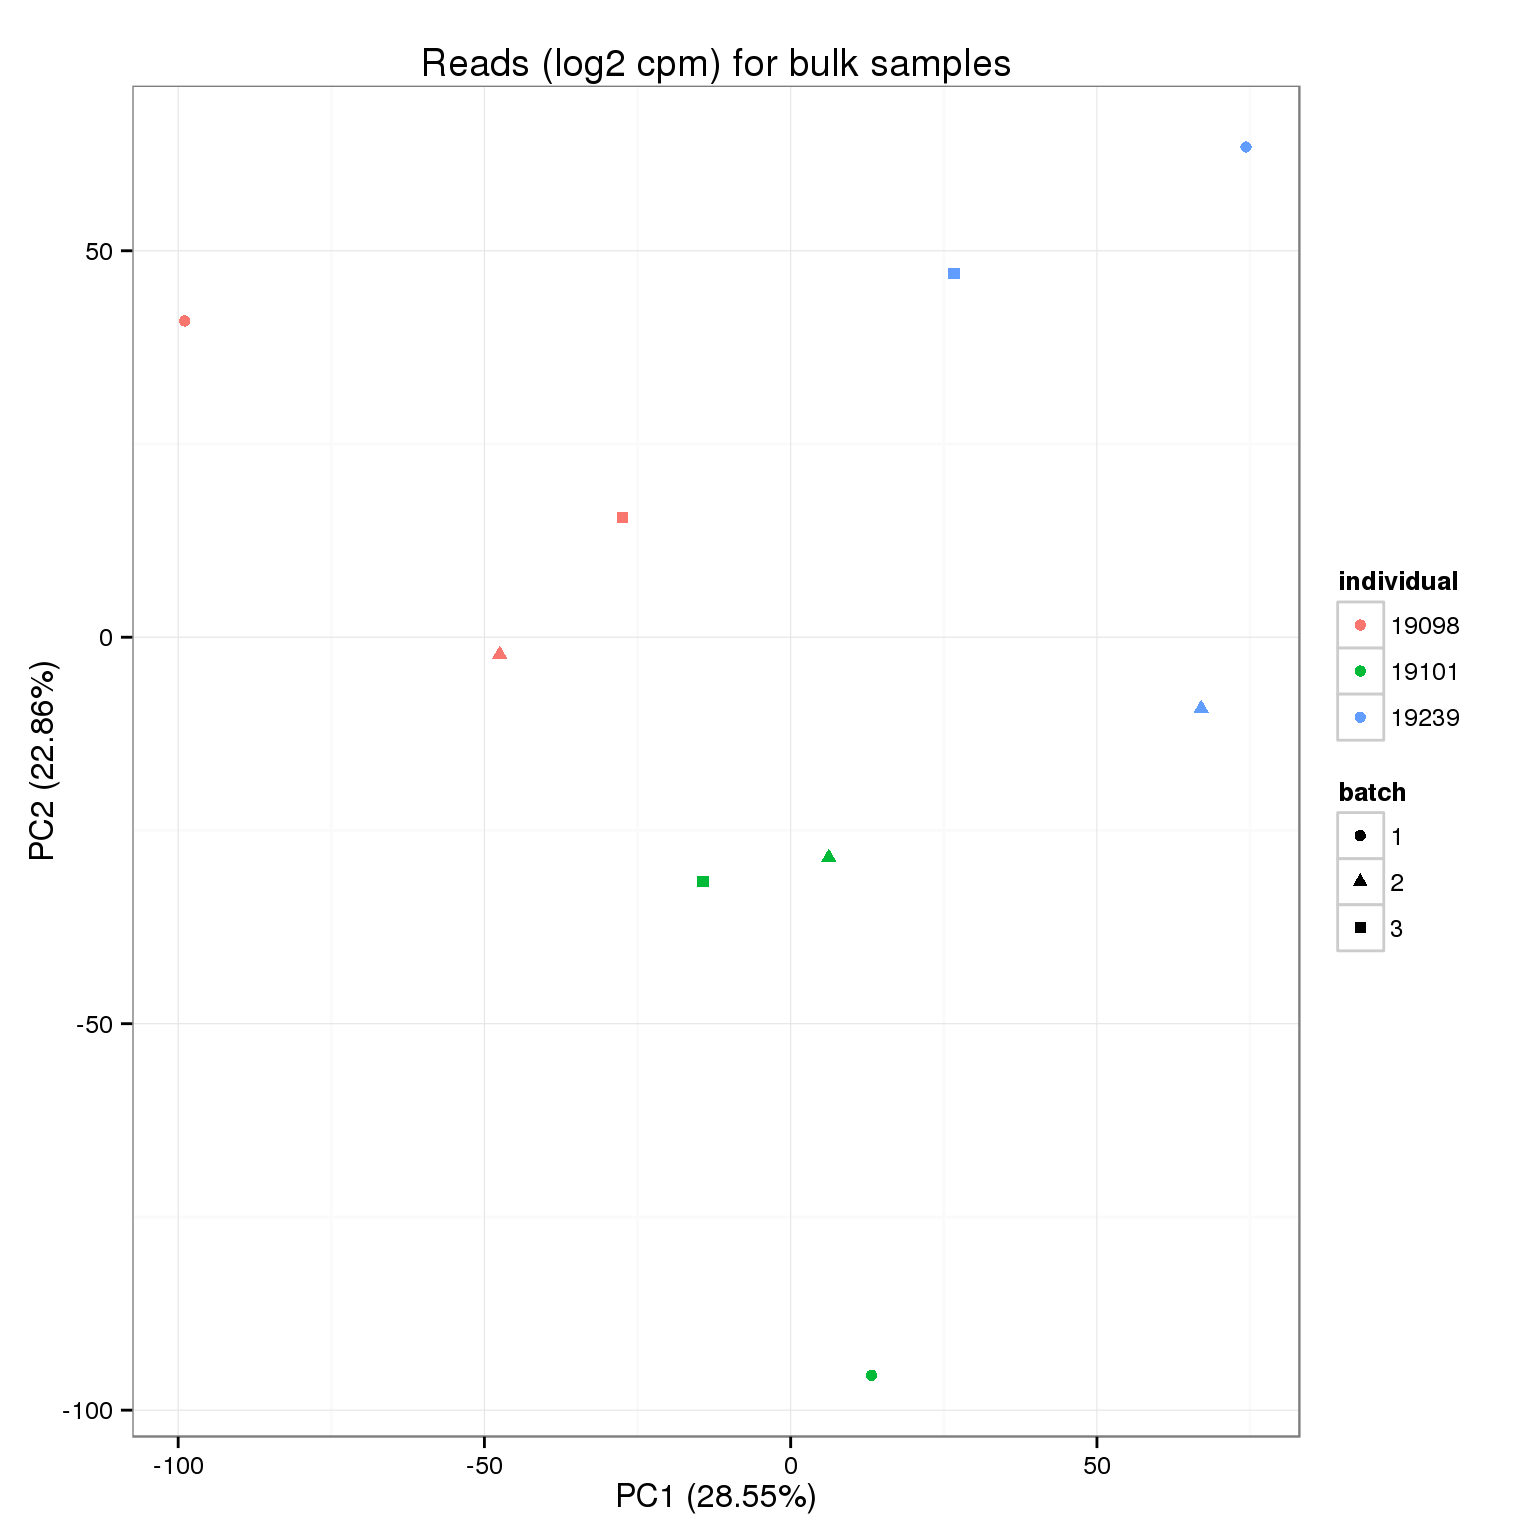 Reads (log2 cpm) for bulk samples
50
0
-50
-100
PC2 (22.86%)
-100 -50 0 50
PC1 (28.55%)
individual
19098
19101
19239
batch
1
2
3